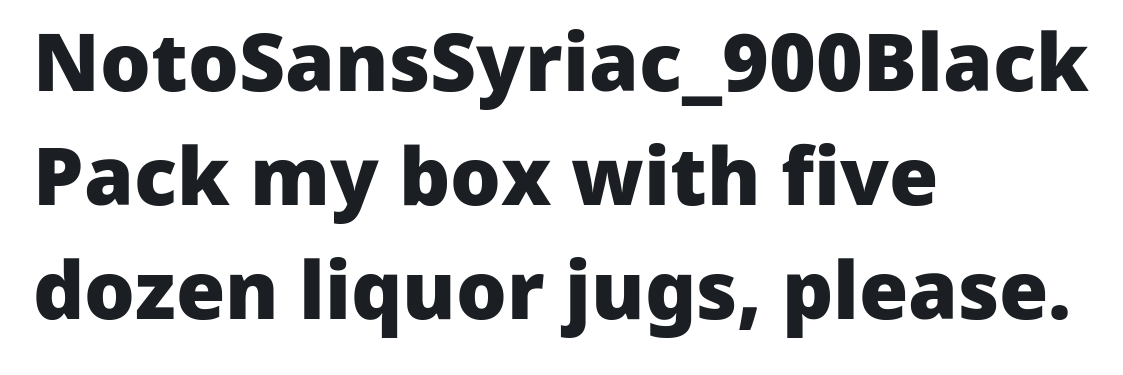 NotoSansSyriac_900Black
Pack my box with five
dozen liquor jugs, please.